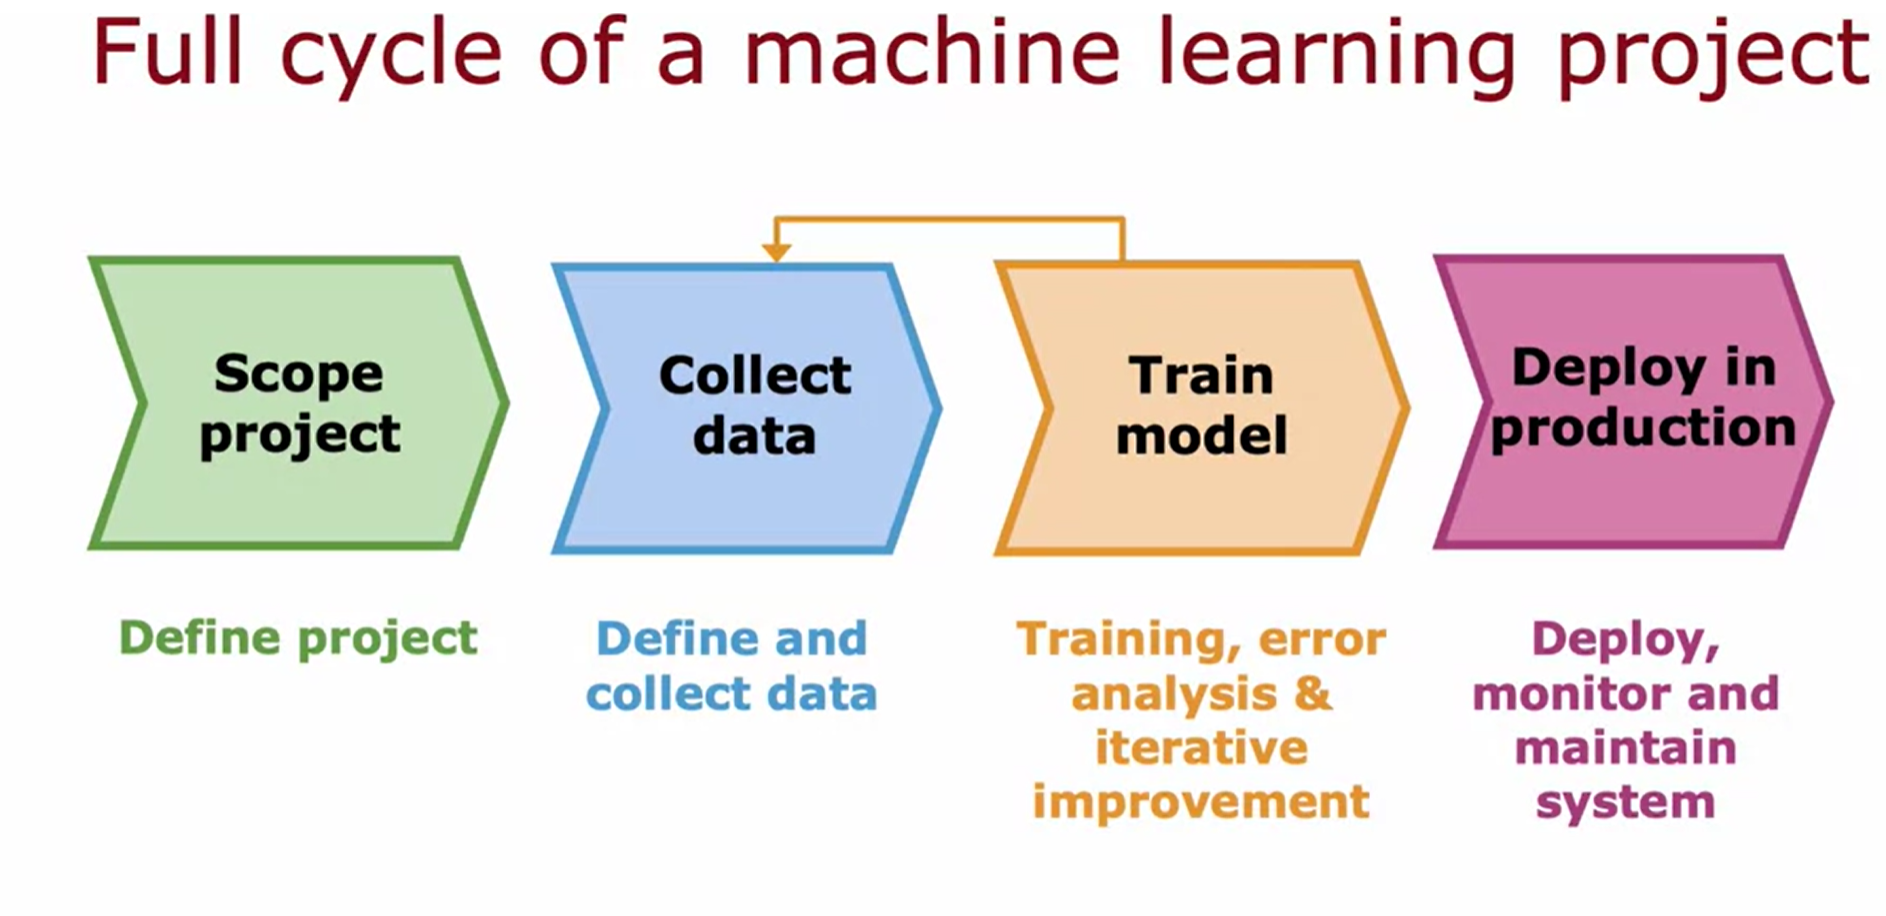 Full cycle of a machine learning project
Scope
project
Collect
data
Train
model
Deploy in
production
Define project
Define and
collect data
Training, error
analysis &
iterative
improvement
Deploy,
monitor and
maintain
system